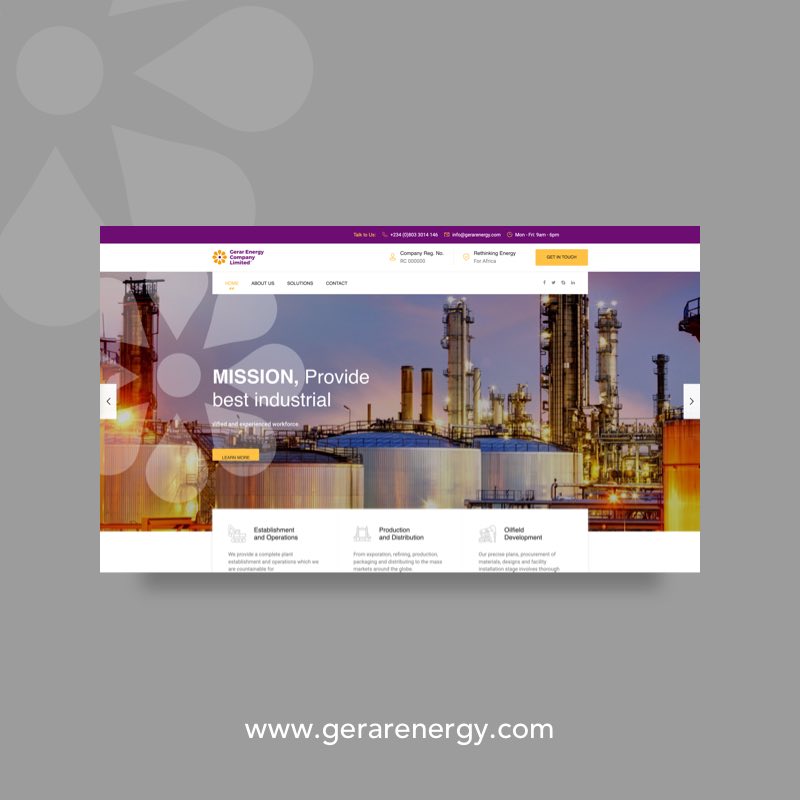 Talk to Us: +234 (0)803 3014 146 info@gerarenergy.com Mon - Fri: 9am - 6pm
Gerar Energy
Company
Limited
Company Reg. No.
RC 000000
Rethinking Energy
For Africa
GET IN TOUCH
HOME ABOUT US SOLUTIONS CONTACT
MISSION, Provide
best industrial
lified and experienced workforce
LEARN MORE
Establishment
and Operations
We provide a complete plant
establishment and operations which we
are countainable for
Production
and Distribution
From exporation, refining, production,
packaging and distributing to the mass
markets around the globe.
Oilfield
Development
Our precise plans, procurement of
materials, designs and facility
installation stage involves thorough
www.gerarenergy.com